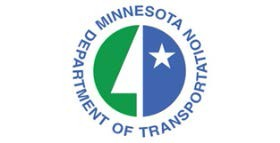 MINNESOTA
DEPARTMENT OF TRANSPORTATION